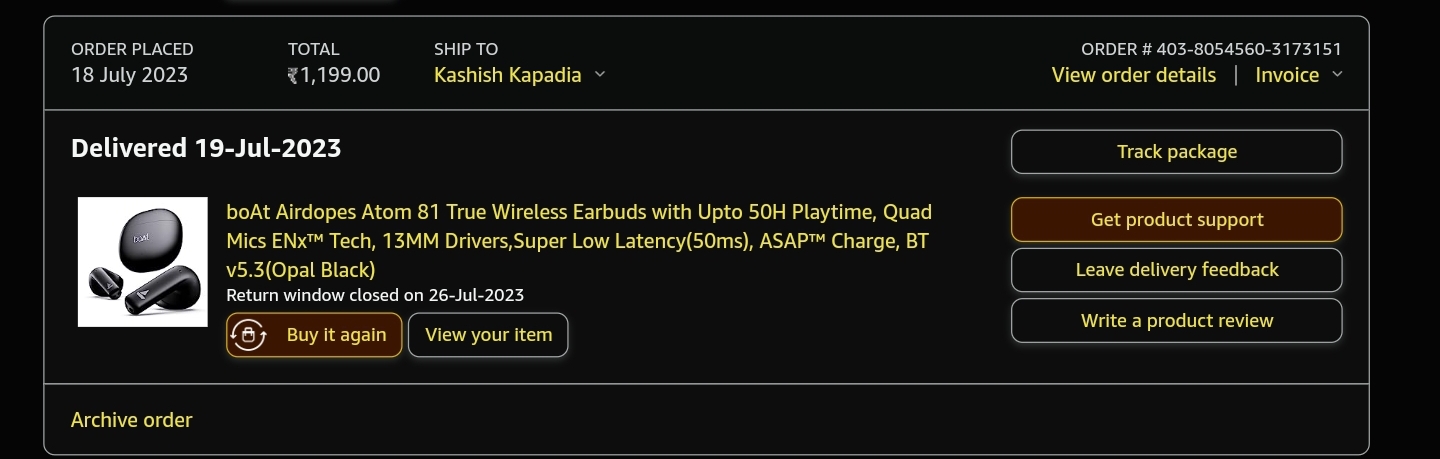 ORDER PLACED
18 July 2023
TOTAL
₹1,199.00
SHIP TO
Kashish Kapadia
ORDER # 403-8054560-3173151
View order details | Invoice
Delivered 19-Jul-2023
boAt
boAt Airdopes Atom 81 True Wireless Earbuds with Upto 50H Playtime, Quad
Mics ENx™ Tech, 13MM Drivers,Super Low Latency(50ms), ASAP™ Charge, BT
v5.3(Opal Black)
Return window closed on 26-Jul-2023
Buy it again
View your item
Track package
Get product support
Leave delivery feedback
Write a product review
Archive order